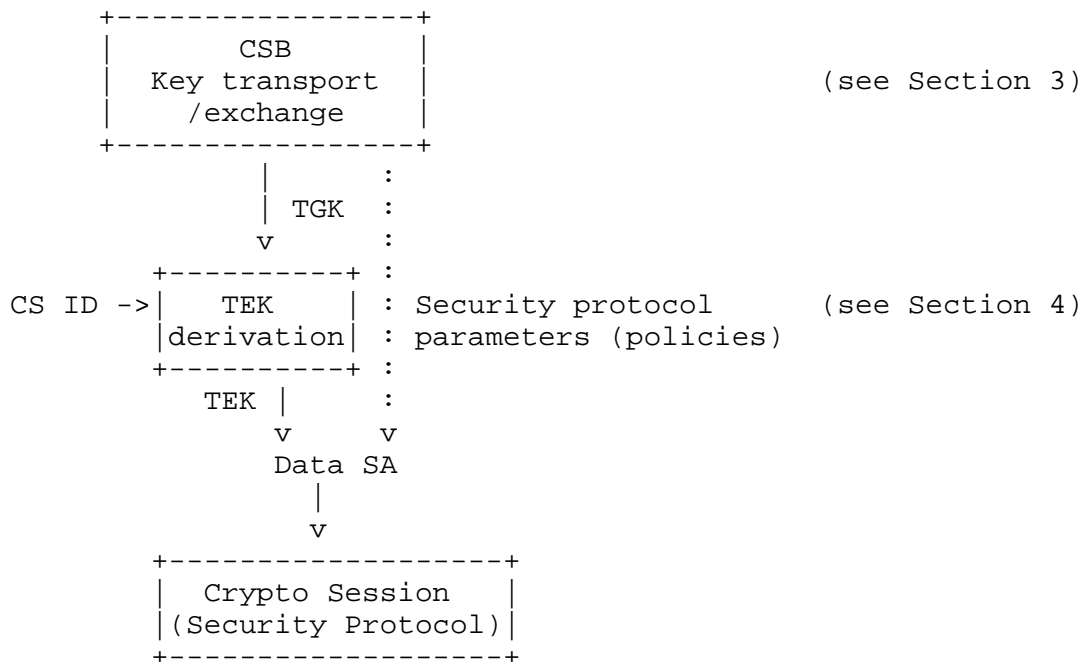 CSB
Key transport (see Section 3)
/exchange
TGK
CS ID -> TEK Security protocol (see Section 4)
derivation parameters (policies)
TEK
Data SA
Crypto Session
(Security Protocol)